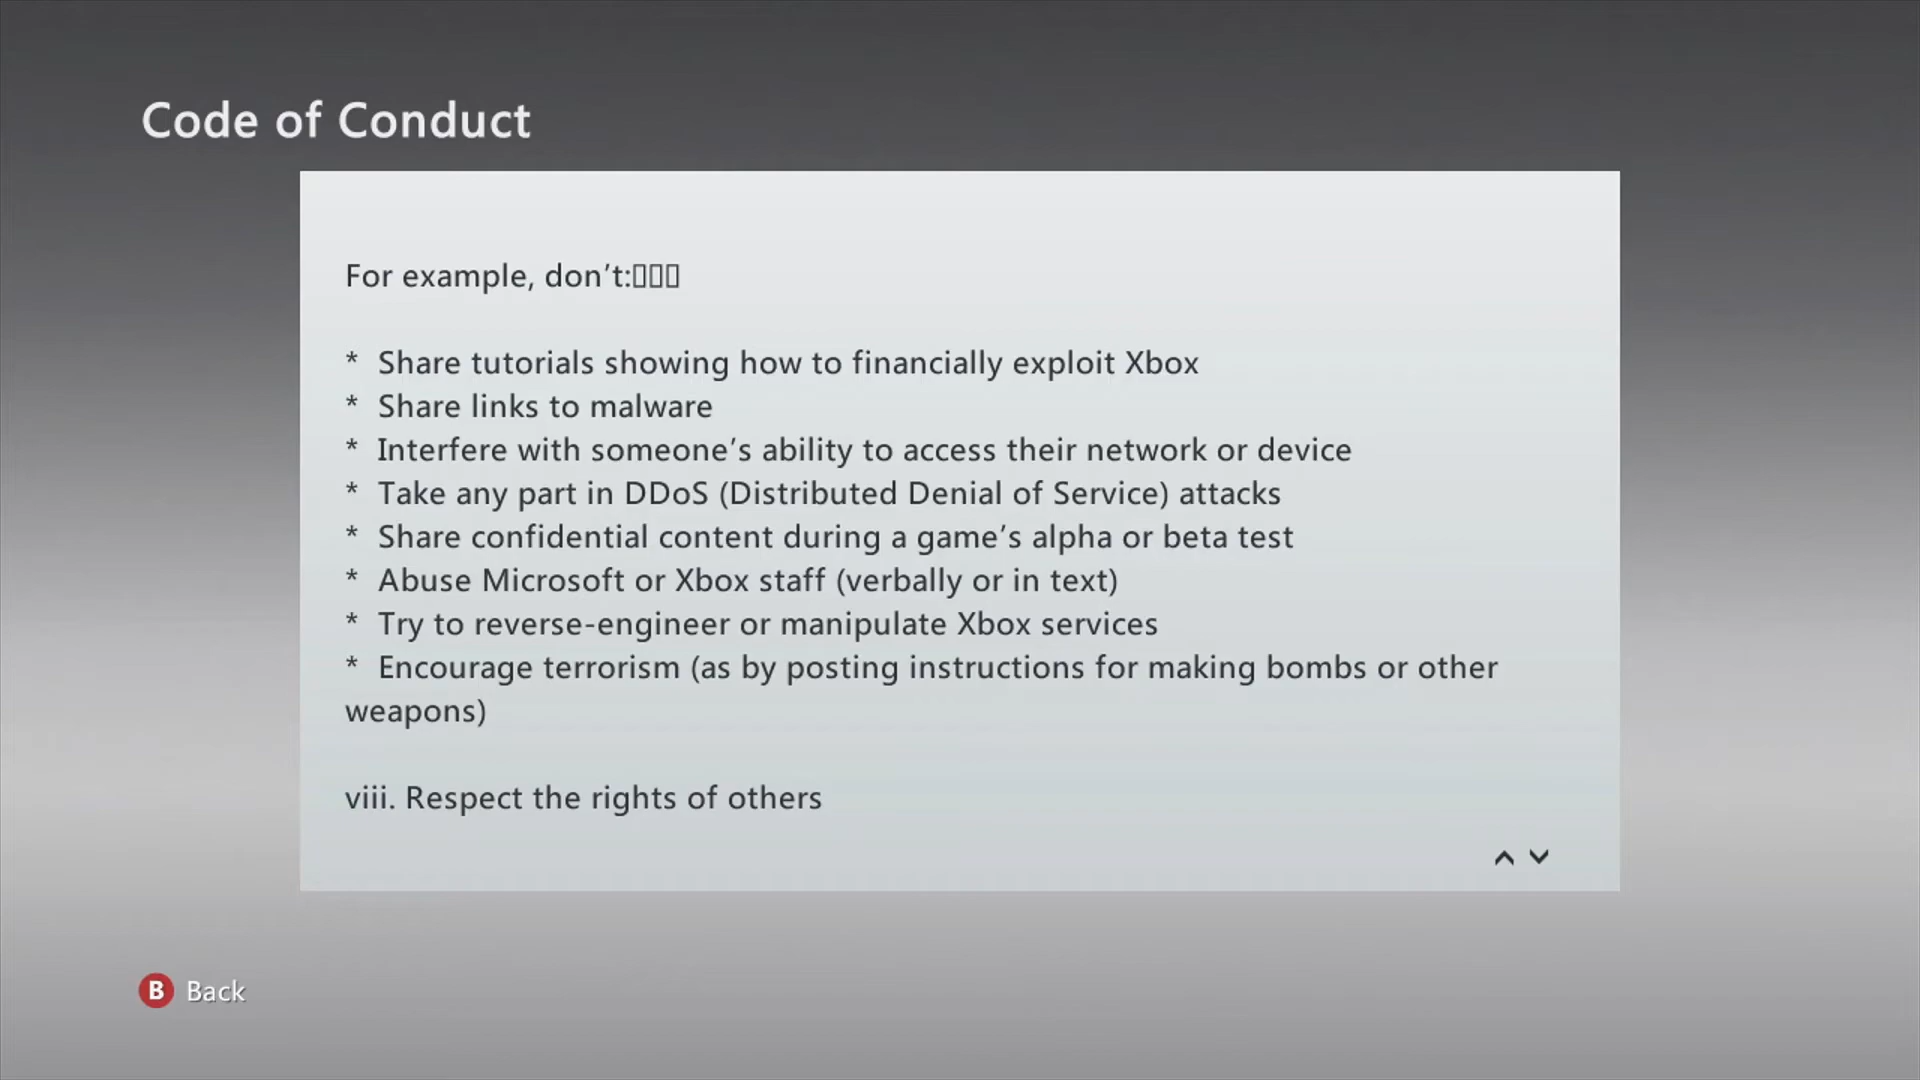 Code of Conduct
For example, don’t:▯▯▯
* Share tutorials showing how to financially exploit Xbox
* Share links to malware
* Interfere with someone’s ability to access their network or device
* Take any part in DDoS (Distributed Denial of Service) attacks
* Share confidential content during a game’s alpha or beta test
* Abuse Microsoft or Xbox staff (verbally or in text)
* Try to reverse-engineer or manipulate Xbox services
* Encourage terrorism (as by posting instructions for making bombs or other
weapons)
viii. Respect the rights of others
B Back